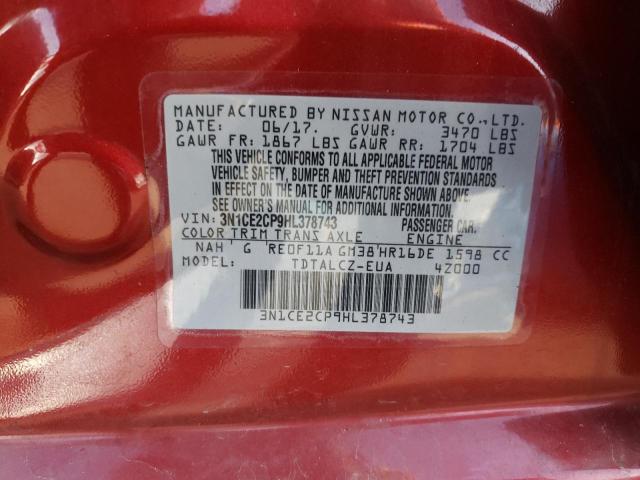 MANUFACTURED BY NISSAN MOTOR CO.,LTD.
DATE: 06/17. GVWR: 3470 LBS
GAWR FR: 1867 LBS GAWR RR: 1704 LBS
THIS VEHICLE CONFORMS TO ALL APPLICABLE FEDERAL MOTOR
VEHICLE SAFETY, BUMPER AND THEFT PREVENTION STANDARDS
IN EFFECT ON THE DATE OF MANUFACTURE SHOWN ABOVE.
SEE OWNER'S MANUAL FOR ADDITIONAL INFORMATION.
VIN: 3N1CE2CP9HL378743 PASSENGER CAR.
COLOR TRIM TRANS AXLE ENGINE
NAH G RE0F11A GM38 HR16DE 1598 CC
MODEL: TDTALCZ-EUA 4Z000
3N1CE2CP9HL378743